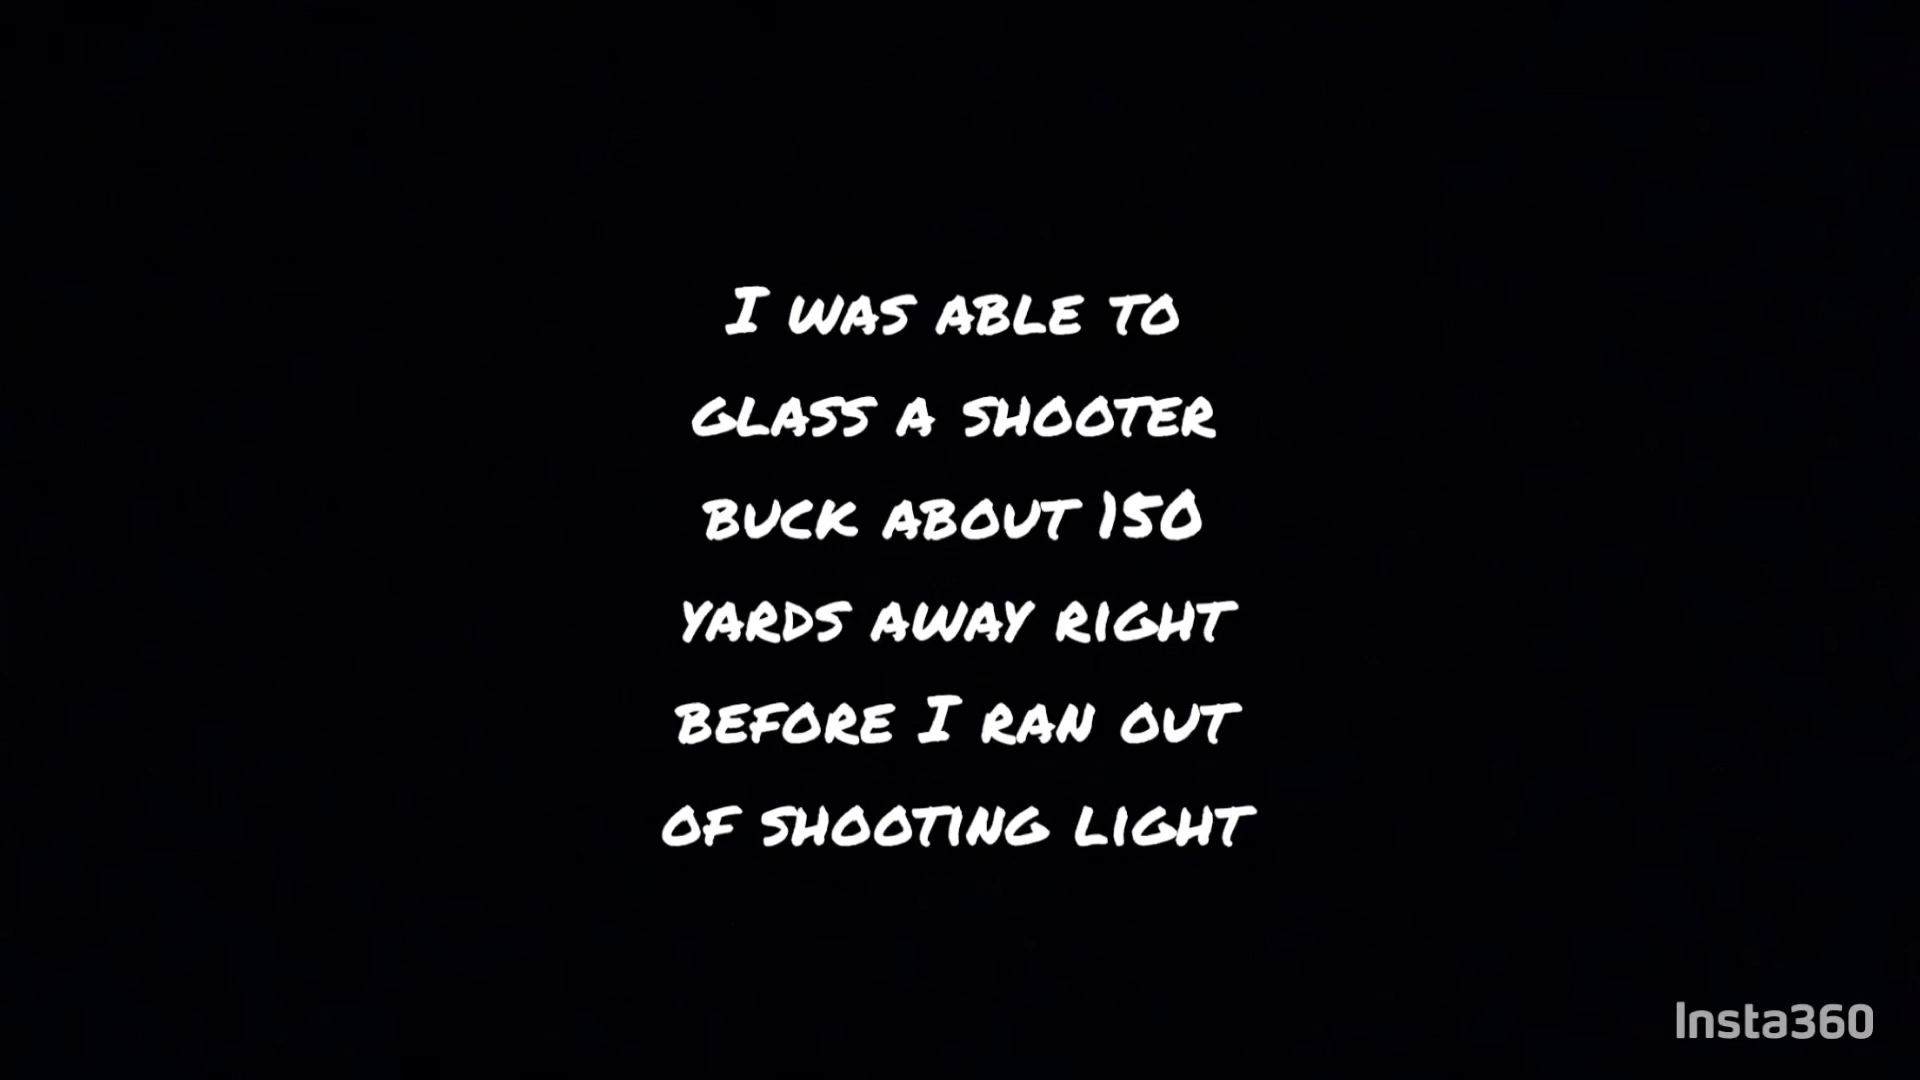 I WAS ABLE TO
GLASS A SHOOTER
BUCK ABOUT 150
YARDS AWAY RIGHT
BEFORE I RAN OUT
OF SHOOTING LIGHT
Insta360